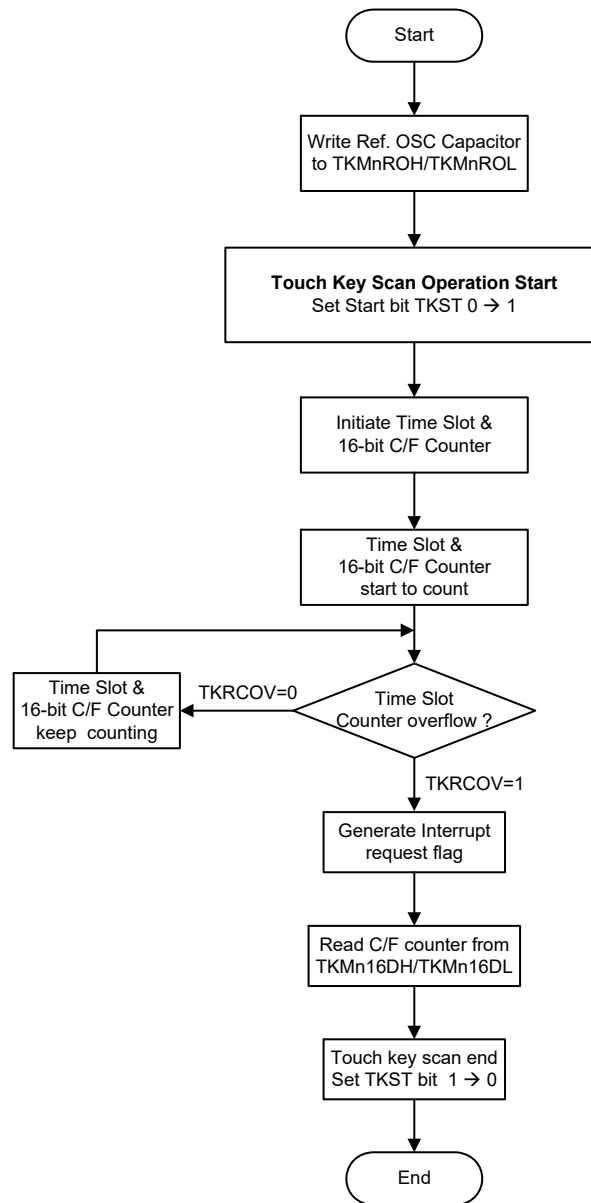 Start
Write Ref. OSC Capacitor
to TKMnROH/TKMnROL
Touch Key Scan Operation Start
Set Start bit TKST 0 → 1
Initiate Time Slot &
16-bit C/F Counter
Time Slot &
16-bit C/F Counter
start to count
Time Slot &
16-bit C/F Counter
keep counting
TKRCOV=0
Time Slot
Counter overflow ?
TKRCOV=1
Generate Interrupt
request flag
Read C/F counter from
TKMn16DH/TKMn16DL
Touch key scan end
Set TKST bit 1 → 0
End